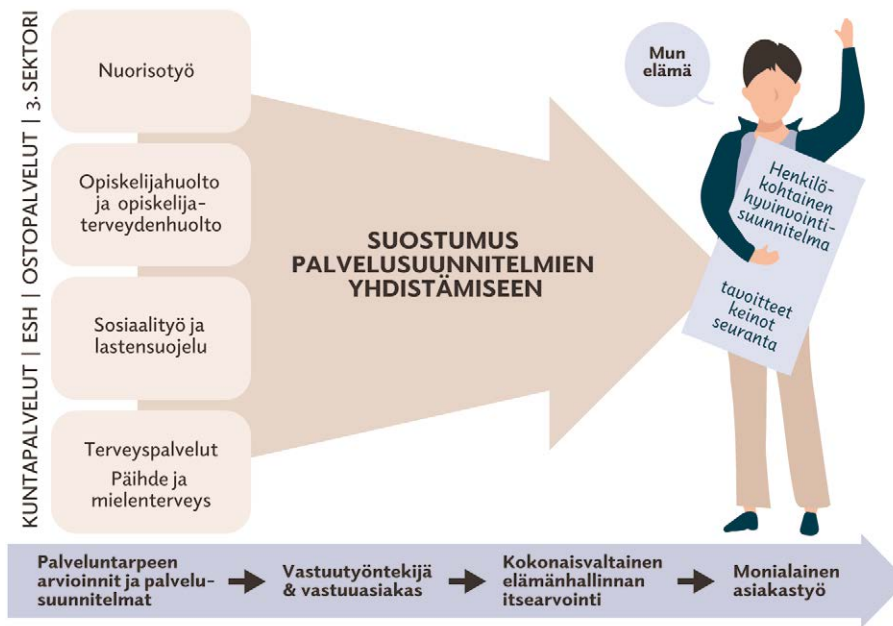 KUNTAPALVELUT | ESH | OSTOPALVELUT | 3. SEKTORI
Nuorisotyö
Opiskelijahuolto
ja opiskelija-
terveydenhuolto
Sosiaalityö ja
lastensuojelu
Terveyspalvelut
Päihde ja
mielenterveys
SUOSTUMUS
PALVELUSUUNNITELMIEN
YHDISTÄMISEEN
Mun
elämä
Henkilö-
kohtainen
hyvinvointi-
suunnitelma
tavoitteet
keinot
seuranta
Palveluntarpeen
arvioinnit ja palvelu-
suunnitelmat
Vastuutyöntekijä
& vastuuasiakas
Kokonaisvaltainen
elämänhallinnan
itsearvointi
Monialainen
asiakastyö